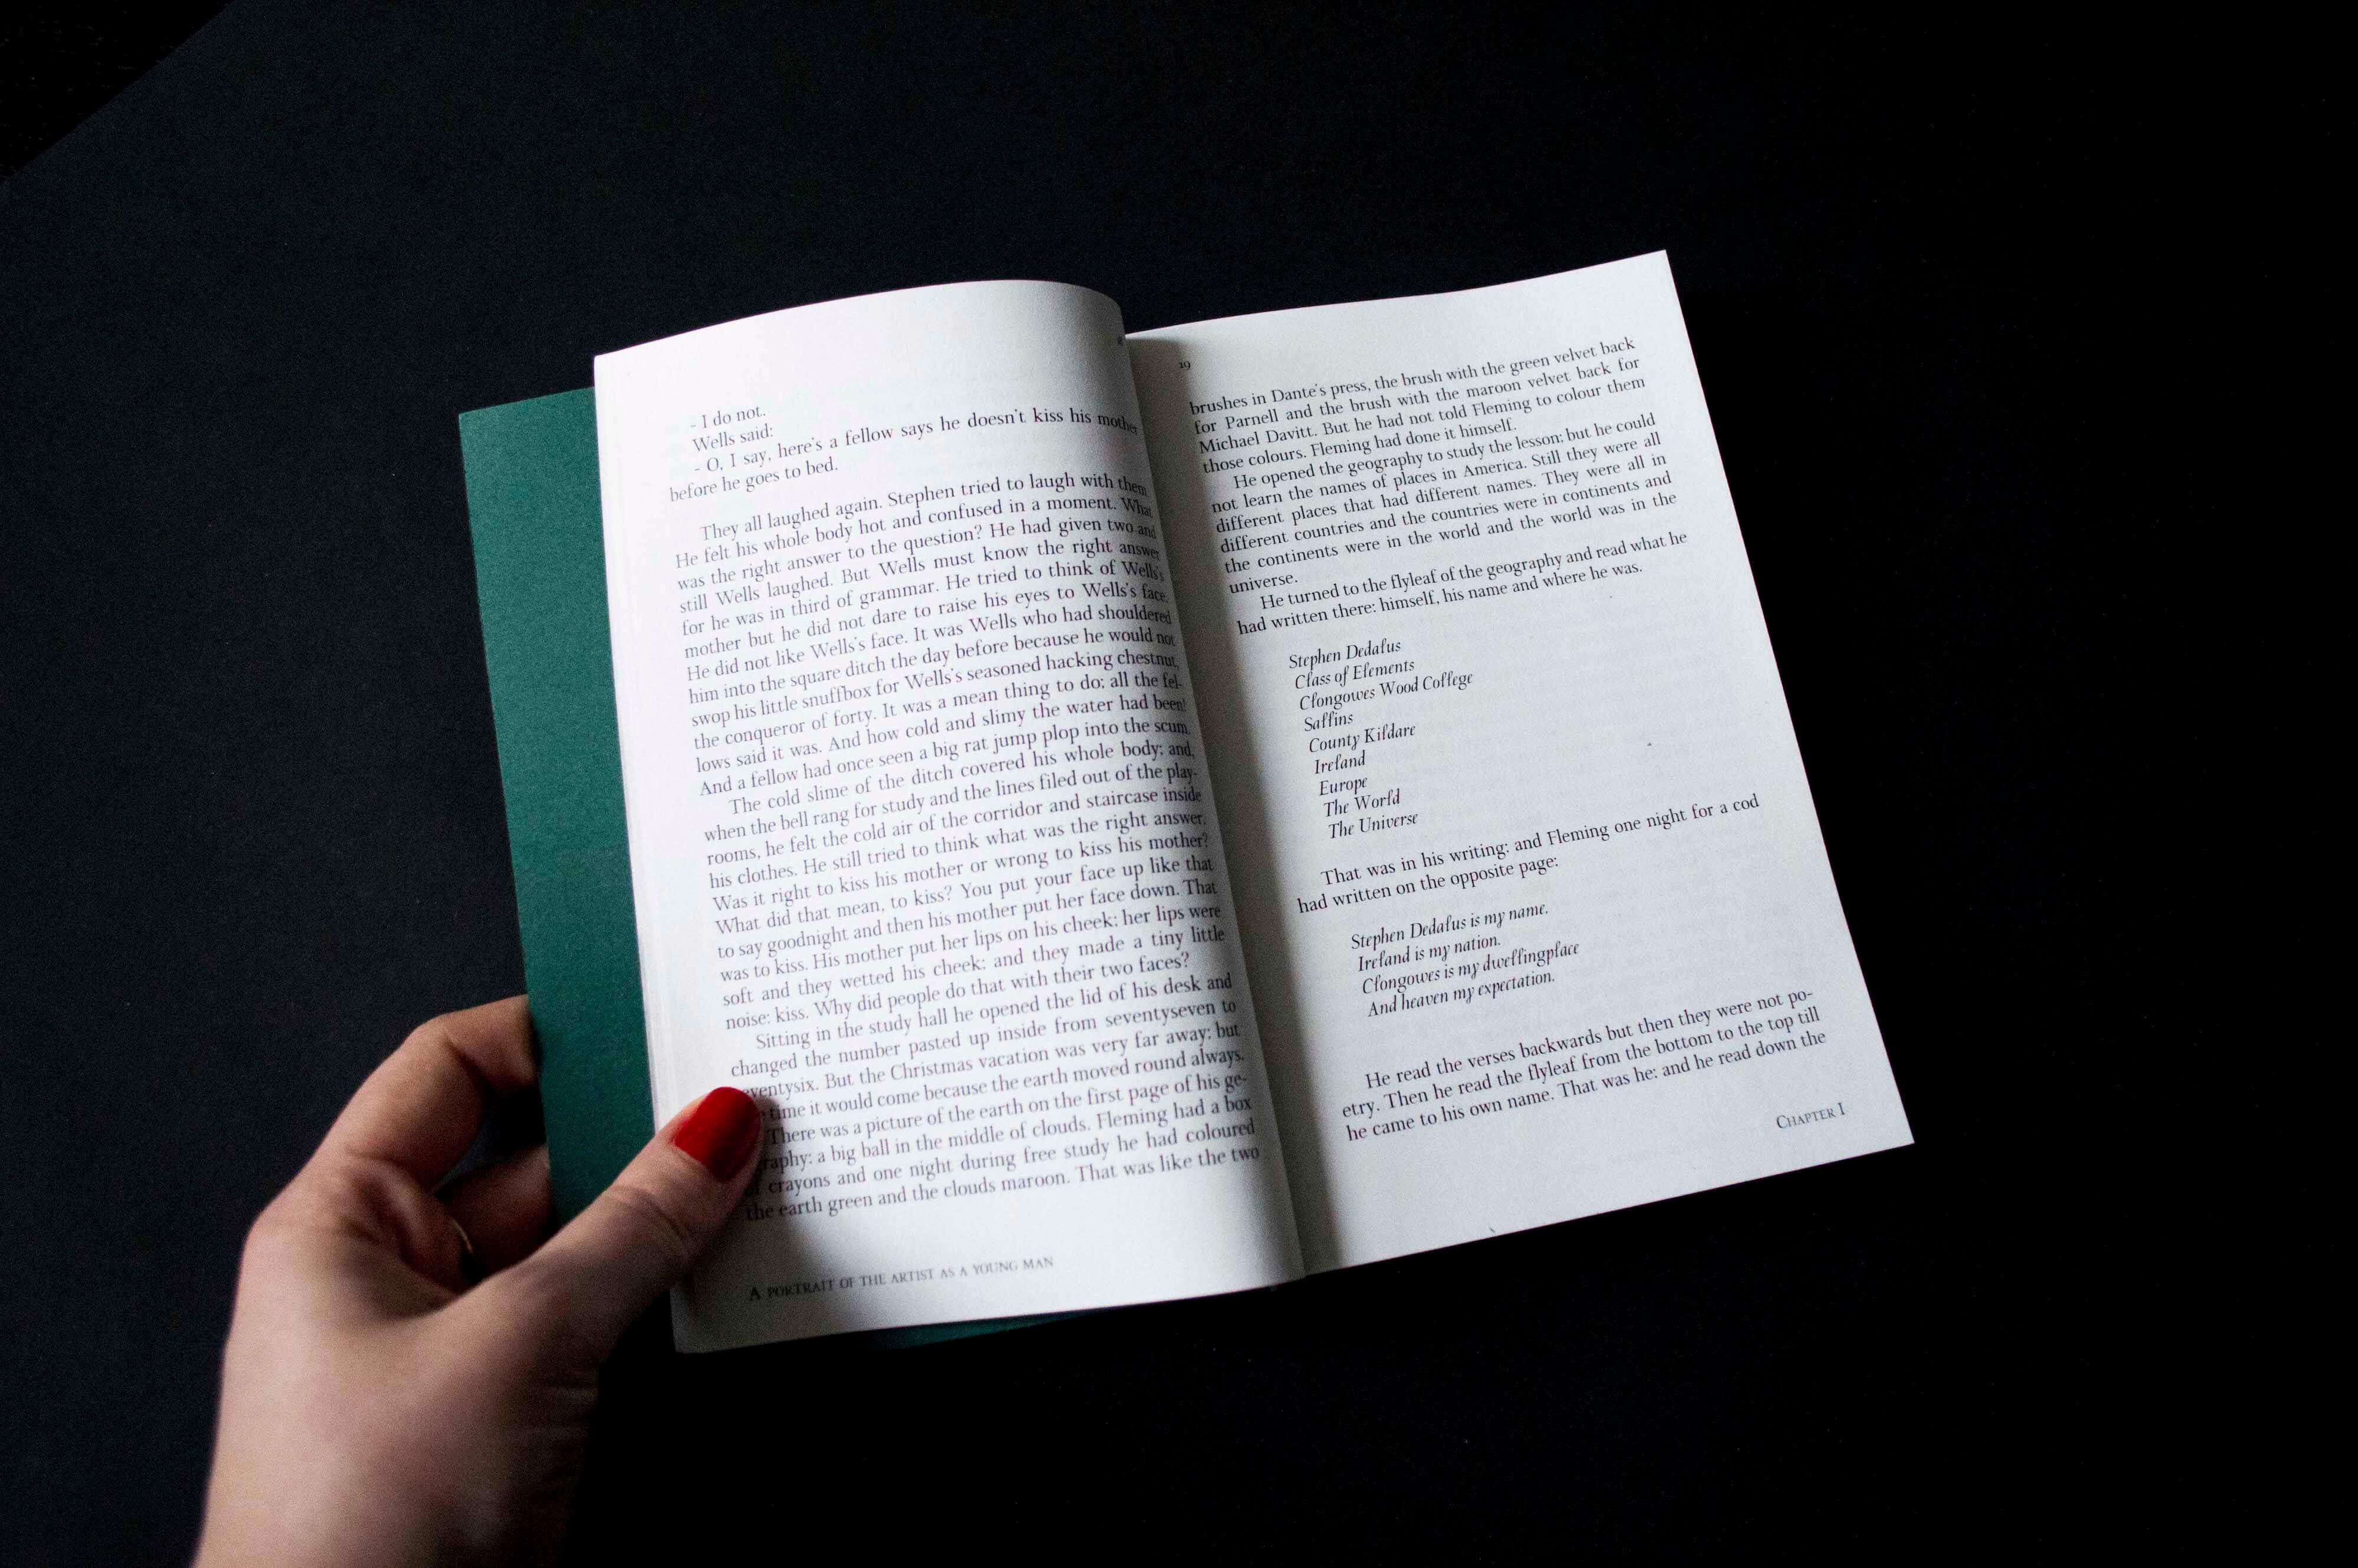 - I do not.
Wells said:
- O, I say, here's a fellow says he doesn't kiss his mother
before he goes to bed.
They all laughed again. Stephen tried to laugh with them.
He felt his whole body hot and confused in a moment. What
was the right answer to the question? He had given two and
still Wells laughed. But Wells must know the right answer
for he was in third of grammar. He tried to think of Wells's
mother but he did not dare to raise his eyes to Wells's face.
He did not like Wells's face. It was Wells who had shouldered
him into the square ditch the day before because he would not
swop his little snuffbox for Wells's seasoned hacking chestnut,
the conqueror of forty. It was a mean thing to do; all the fel-
lows said it was. And how cold and slimy the water had been!
And a fellow had once seen a big rat jump plop into the scum.
The cold slime of the ditch covered his whole body; and,
when the bell rang for study and the lines filed out of the play-
rooms, he felt the cold air of the corridor and staircase inside
his clothes. He still tried to think what was the right answer.
Was it right to kiss his mother or wrong to kiss his mother?
What did that mean, to kiss? You put your face up like that
to say goodnight and then his mother put her face down. That
was to kiss. His mother put her lips on his cheek; her lips were
soft and they wetted his cheek; and they made a tiny little
noise: kiss. Why did people do that with their two faces?
Sitting in the study hall he opened the lid of his desk and
changed the number pasted up inside from seventyseven to
eventysix. But the Christmas vacation was very far away: but
time it would come because the earth moved round always.
There was a picture of the earth on the first page of his ge-
raphy: a big ball in the middle of clouds. Fleming had a box
of crayons and one night during free study he had coloured
the earth green and the clouds maroon. That was like the two
A PORTRAIT OF THE ARTIST AS A YOUNG MAN
19
brushes in Dante's press, the brush with the green velvet back
for Parnell and the brush with the maroon velvet back for
Michael Davitt. But he had not told Fleming to colour them
those colours. Fleming had done it himself.
He opened the geography to study the lesson; but he could
not learn the names of places in America. Still they were all
different places that had different names. They were all in
different countries and the countries were in continents and
the continents were in the world and the world was in the
universe.
He turned to the flyleaf of the geography and read what he
had written there: himself, his name and where he was.
Stephen Dedalus
Class of Elements
Clongowes Wood College
Sallins
County Kildare
Ireland
Europe
The World
The Universe
That was in his writing: and Fleming one night for a cod
had written on the opposite page:
Stephen Dedalus is my name,
Ireland is my nation.
Clongowes is my dwellingplace
And heaven my expectation.
He read the verses backwards but then they were not po-
etry. Then he read the flyleaf from the bottom to the top till
he came to his own name. That was he: and he read down the
CHAPTER I